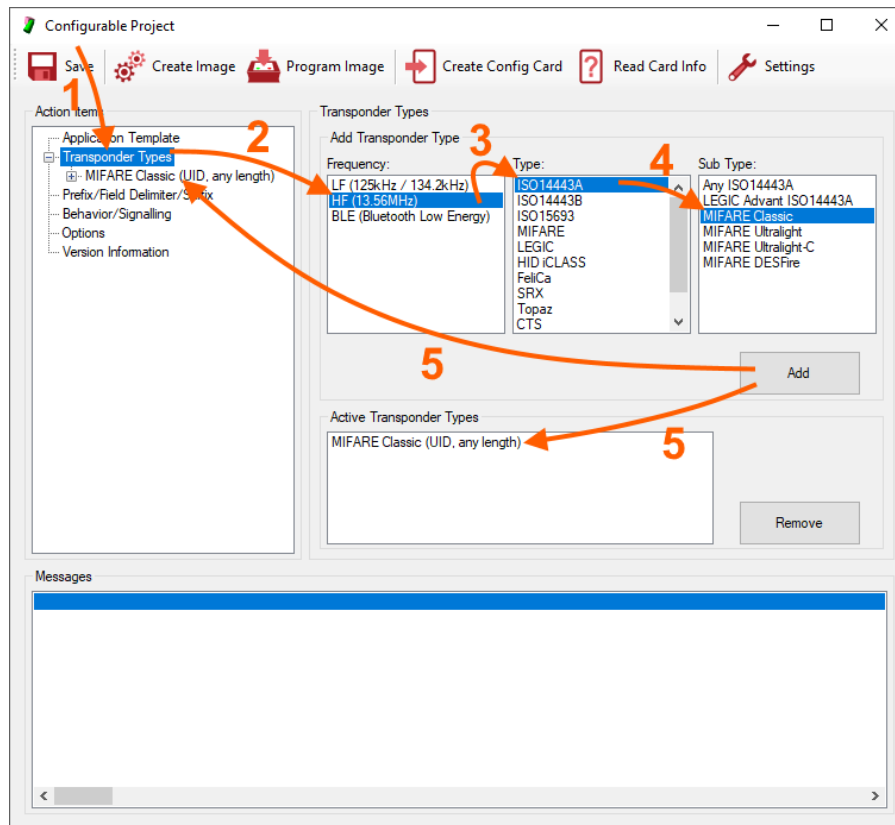 Configurable Project
Save
Create Image
Program Image
Create Config Card
Read Card Info
Settings
1
Action Items
Application Template
Transponder Types
MIFARE Classic (UID, any length)
Prefix/Field Delimiter/Suffix
Behavior/Signalling
Options
Version Information
2
Transponder Types
Add Transponder Type
3
4
Frequency:
LF (125kHz / 134.2kHz)
HF (13.56MHz)
BLE (Bluetooth Low Energy)
Type:
ISO14443A
ISO14443B
ISO15693
MIFARE
LEGIC
HID iCLASS
FeliCa
SRX
Topaz
CTS
Sub Type:
Any ISO14443A
LEGIC Advant ISO14443A
MIFARE Classic
MIFARE Ultralight
MIFARE Ultralight-C
MIFARE DESFire
5
Add
Active Transponder Types
MIFARE Classic (UID, any length)
5
Remove
Messages